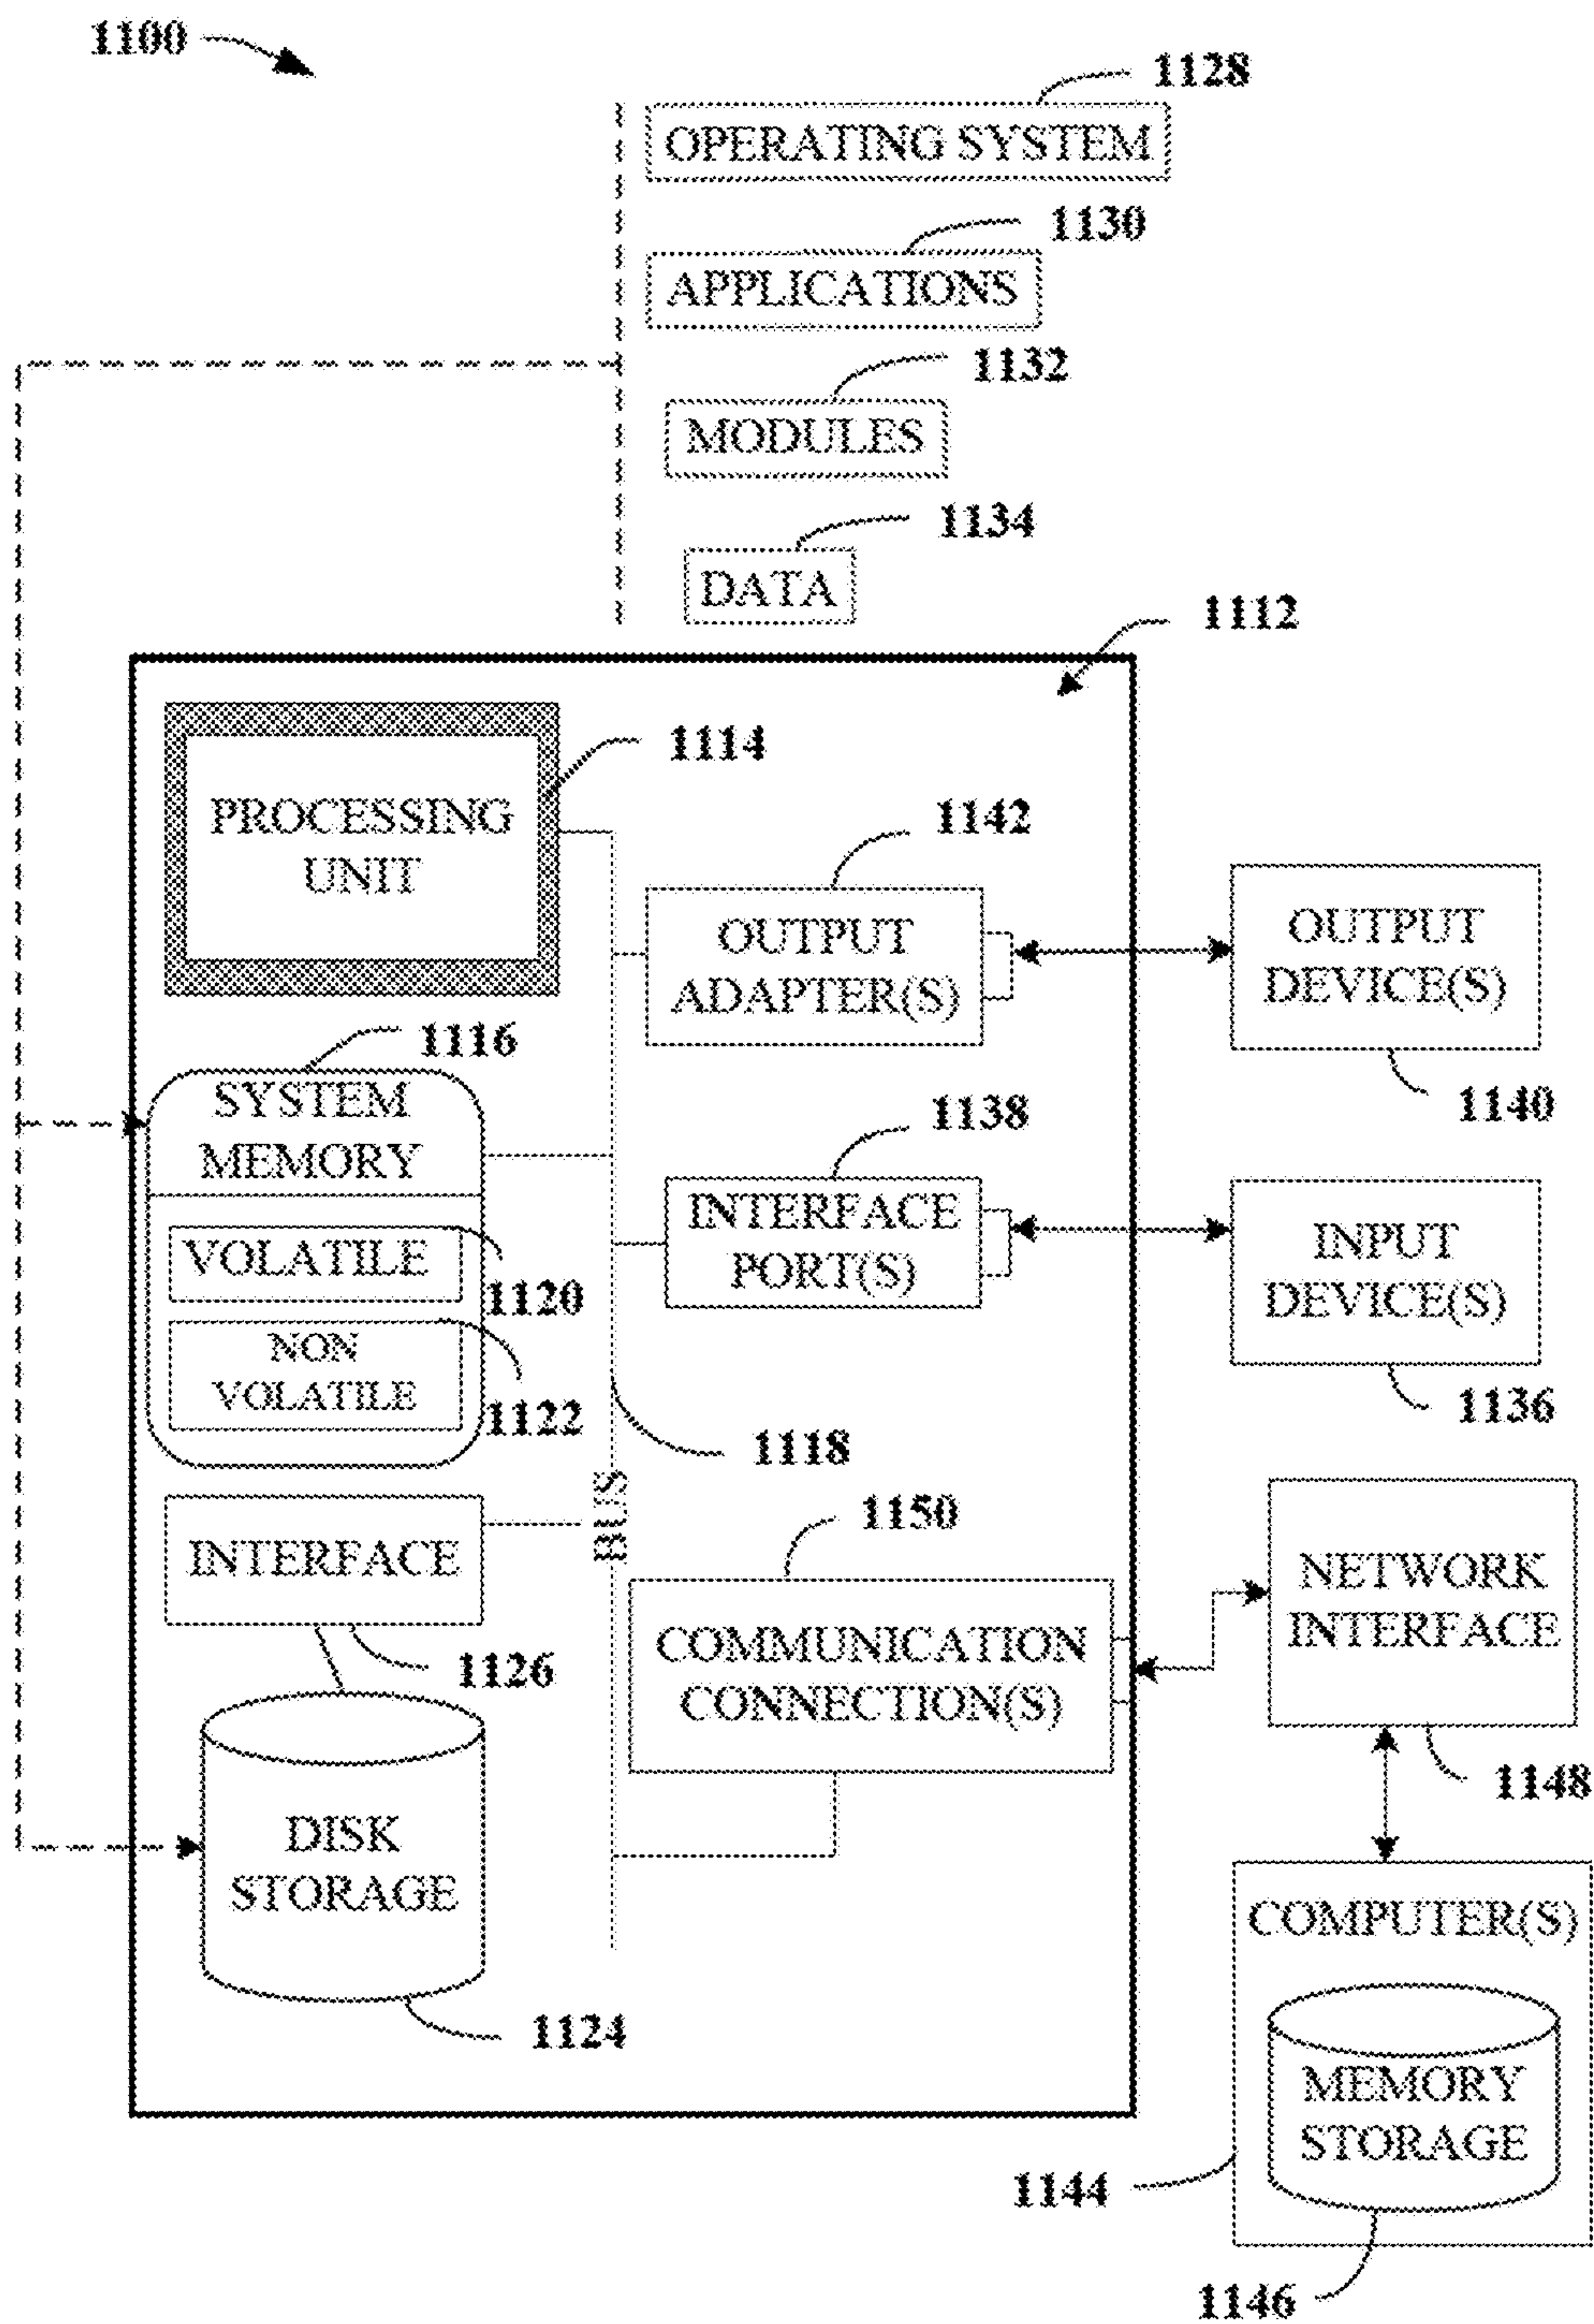 1100
1128
OPERATING SYSTEM
1130
APPLICATIONS
1132
MODULES
1134
DATA
1112
1114
PROCESSING
UNIT
1142
OUTPUT
ADAPTER(S)
OUTPUT
DEVICE(S)
1140
1116
SYSTEM
MEMORY
VOLATILE
1120
NON
VOLATILE
1122
1138
INTERFACE
PORT(S)
INPUT
DEVICE(S)
1136
1118
BUS
INTERFACE
1126
1150
COMMUNICATION
CONNECTION(S)
NETWORK
INTERFACE
1148
DISK
STORAGE
1124
COMPUTER(S)
MEMORY
STORAGE
1144
1146